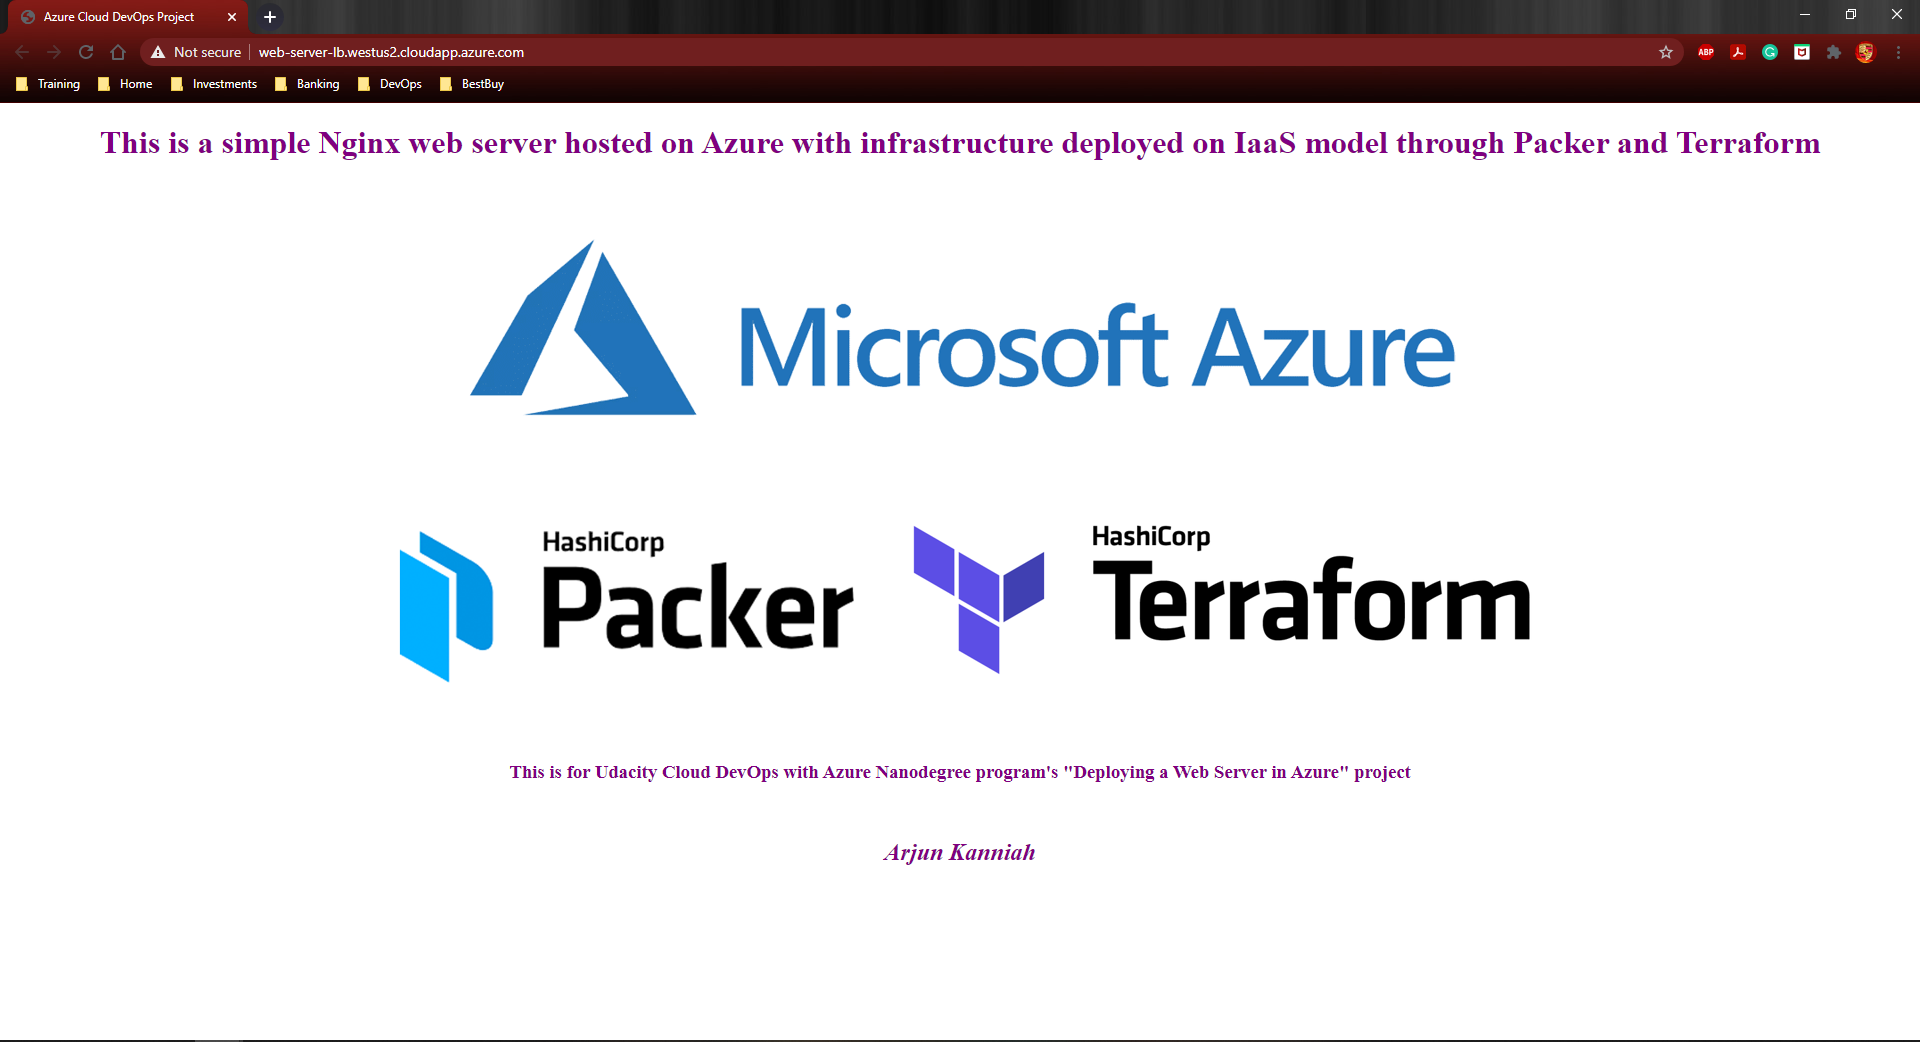 Azure Cloud DevOps Project
Not secure web-server-lb.westus2.cloudapp.azure.com ABP
Training Home Investments Banking DevOps BestBuy
This is a simple Nginx web server hosted on Azure with infrastructure deployed on IaaS model through Packer and Terraform
Microsoft Azure
HashiCorp
Packer
HashiCorp
Terraform
This is for Udacity Cloud DevOps with Azure Nanodegree program's "Deploying a Web Server in Azure" project
Arjun Kanniah